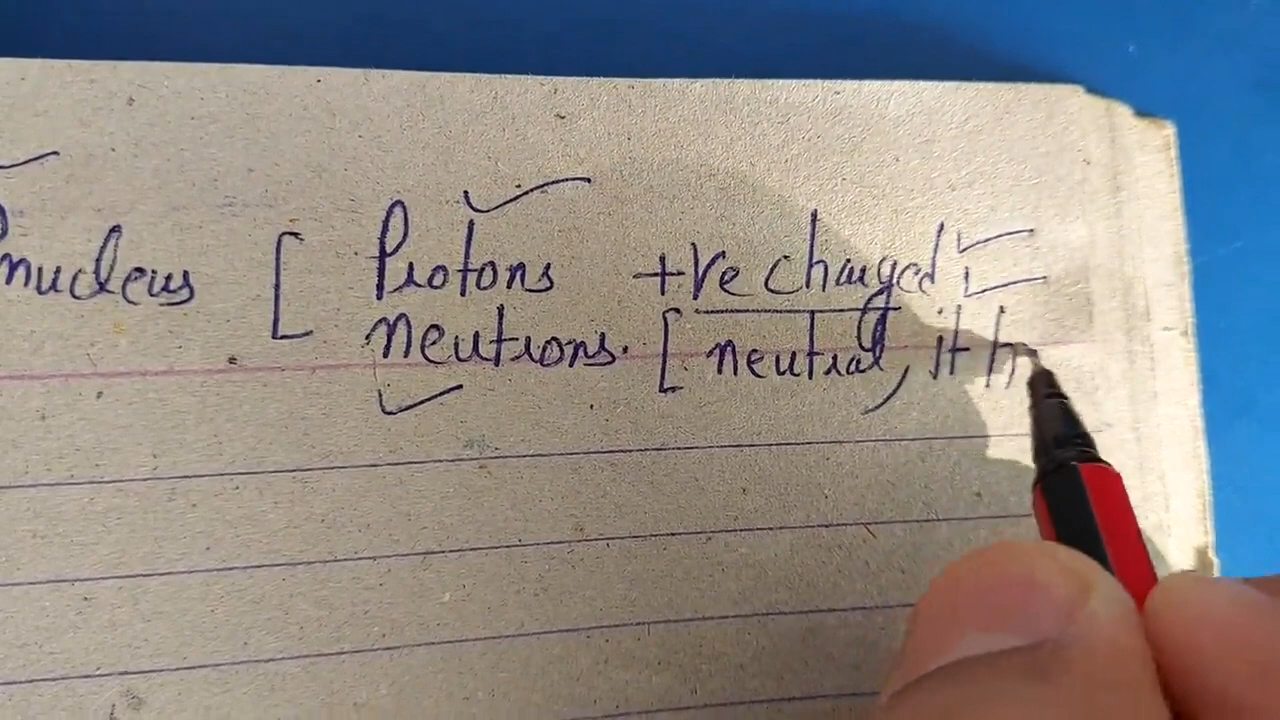 nucleus [ Protons +ve charged
neutrons. [ neutral, it h